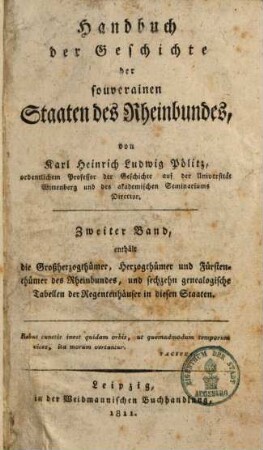 Handbuch
der Geschichte
der
souverainen
Staaten des Rheinbundes,
von
Karl Heinrich Ludwig Pölitz,
ordentlichem Professor der Geschichte auf der Universität
Wittenberg und des akademischen Seminariums
Director.
Zweiter Band,
enthält
die Großherzogthümer, Herzogthümer und Fürsten-
thümer des Rheinbundes, und sechzehn genealogische
Tabellen der Regentenhäuser in diesen Staaten.
Rebus cunctis inest quidam orbis, ut quemadmodum temporum
vices, ita morum vertantur.
TACITUS.
Leipzig,
in der Weidmannischen Buchhandlung,
1811.